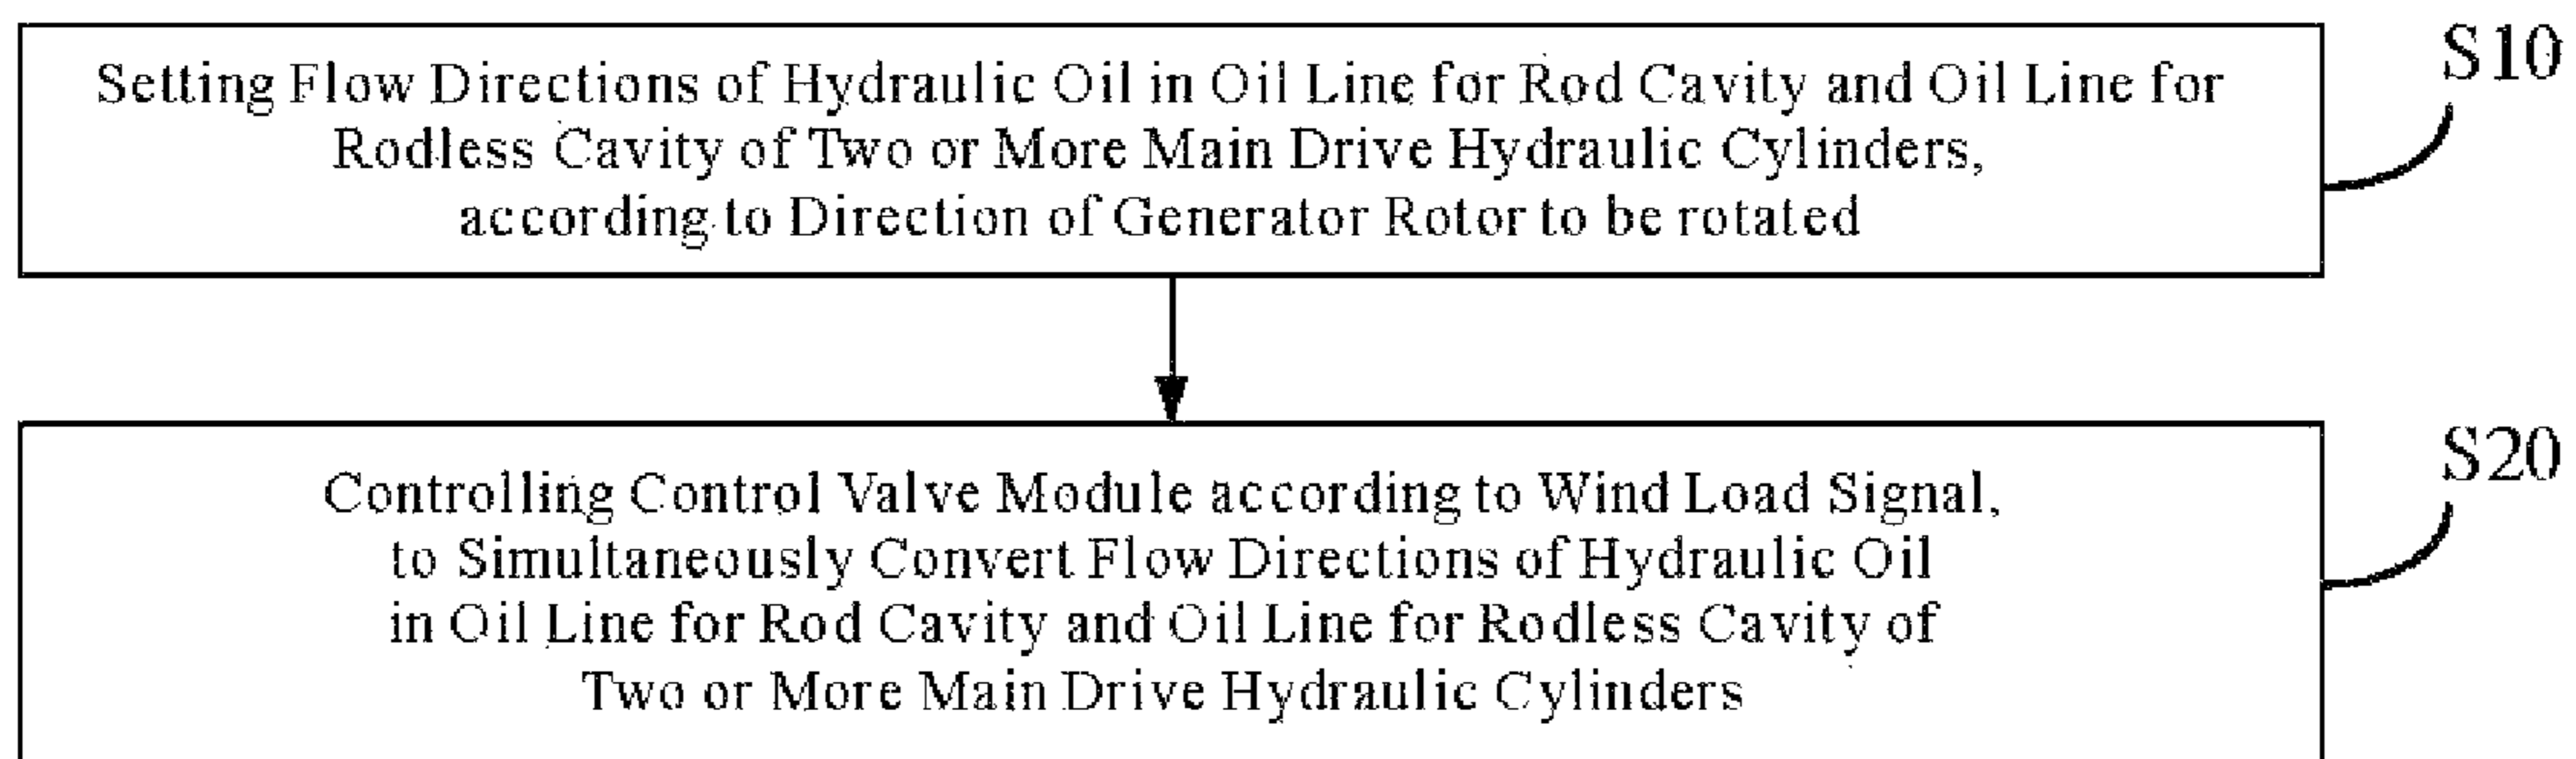 Setting Flow Directions of Hydraulic Oil in Oil Line for Rod Cavity and Oil Line for
Rodless Cavity of Two or More Main Drive Hydraulic Cylinders,
according to Direction of Generator Rotor to be rotated
S10
Controlling Control Valve Module according to Wind Load Signal,
to Simultaneously Convert Flow Directions of Hydraulic Oil
in Oil Line for Rod Cavity and Oil Line for Rodless Cavity of
Two or More Main Drive Hydraulic Cylinders
S20